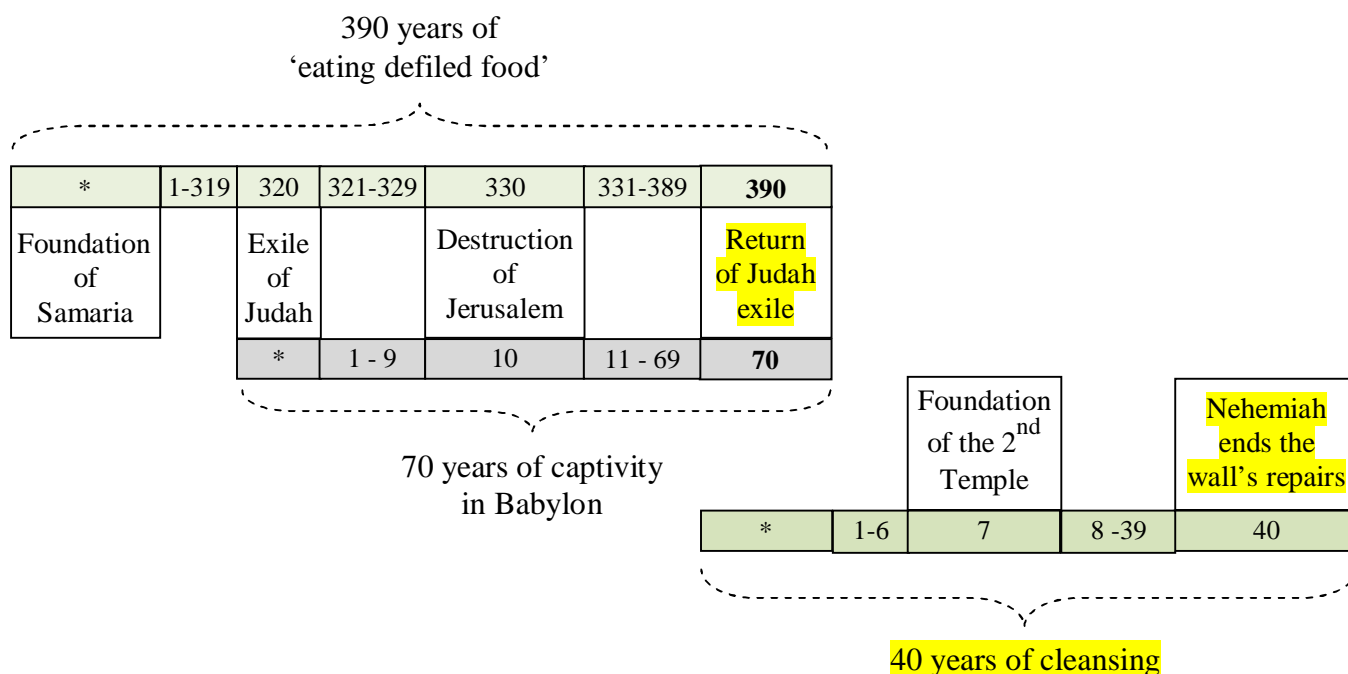 390 years of
‘eating defiled food’
* 1-319 320 321-329 330 331-389 390
Foundation
of
Samaria
Exile
of
Judah
Destruction
of
Jerusalem
Return
of Judah
exile
* 1 - 9 10 11 - 69 70
70 years of captivity
in Babylon
Foundation
of the 2nd
Temple
Nehemiah
ends the
wall’s repairs
* 1-6 7 8 -39 40
40 years of cleansing